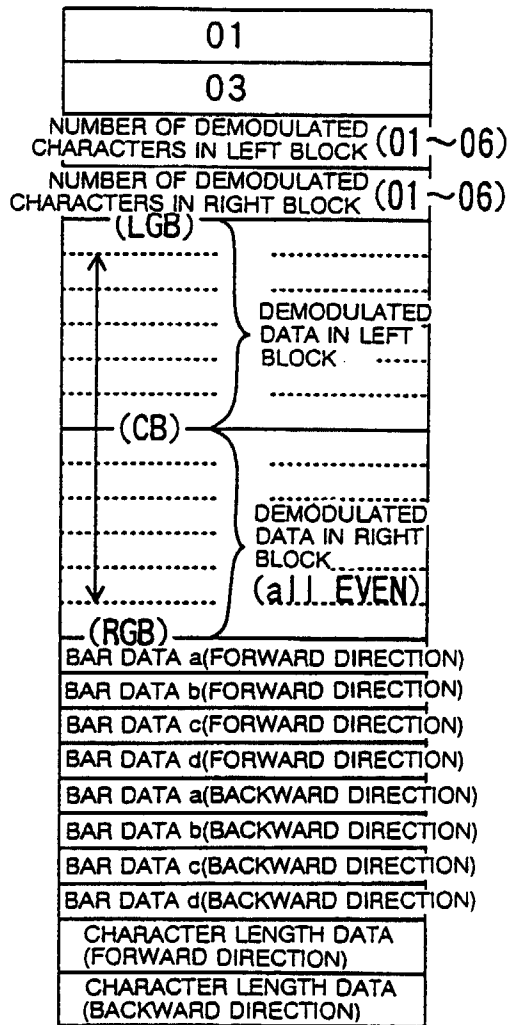 01
03
NUMBER OF DEMODULATED
CHARACTERS IN LEFT BLOCK (01~06)
NUMBER OF DEMODULATED
CHARACTERS IN RIGHT BLOCK (01~06)
(LGB)
DEMODULATED
DATA IN LEFT
BLOCK
(CB)
DEMODULATED
DATA IN RIGHT
BLOCK
(all EVEN)
(RGB)
BAR DATA a(FORWARD DIRECTION)
BAR DATA b(FORWARD DIRECTION)
BAR DATA c(FORWARD DIRECTION)
BAR DATA d(FORWARD DIRECTION)
BAR DATA a(BACKWARD DIRECTION)
BAR DATA b(BACKWARD DIRECTION)
BAR DATA c(BACKWARD DIRECTION)
BAR DATA d(BACKWARD DIRECTION)
CHARACTER LENGTH DATA
(FORWARD DIRECTION)
CHARACTER LENGTH DATA
(BACKWARD DIRECTION)